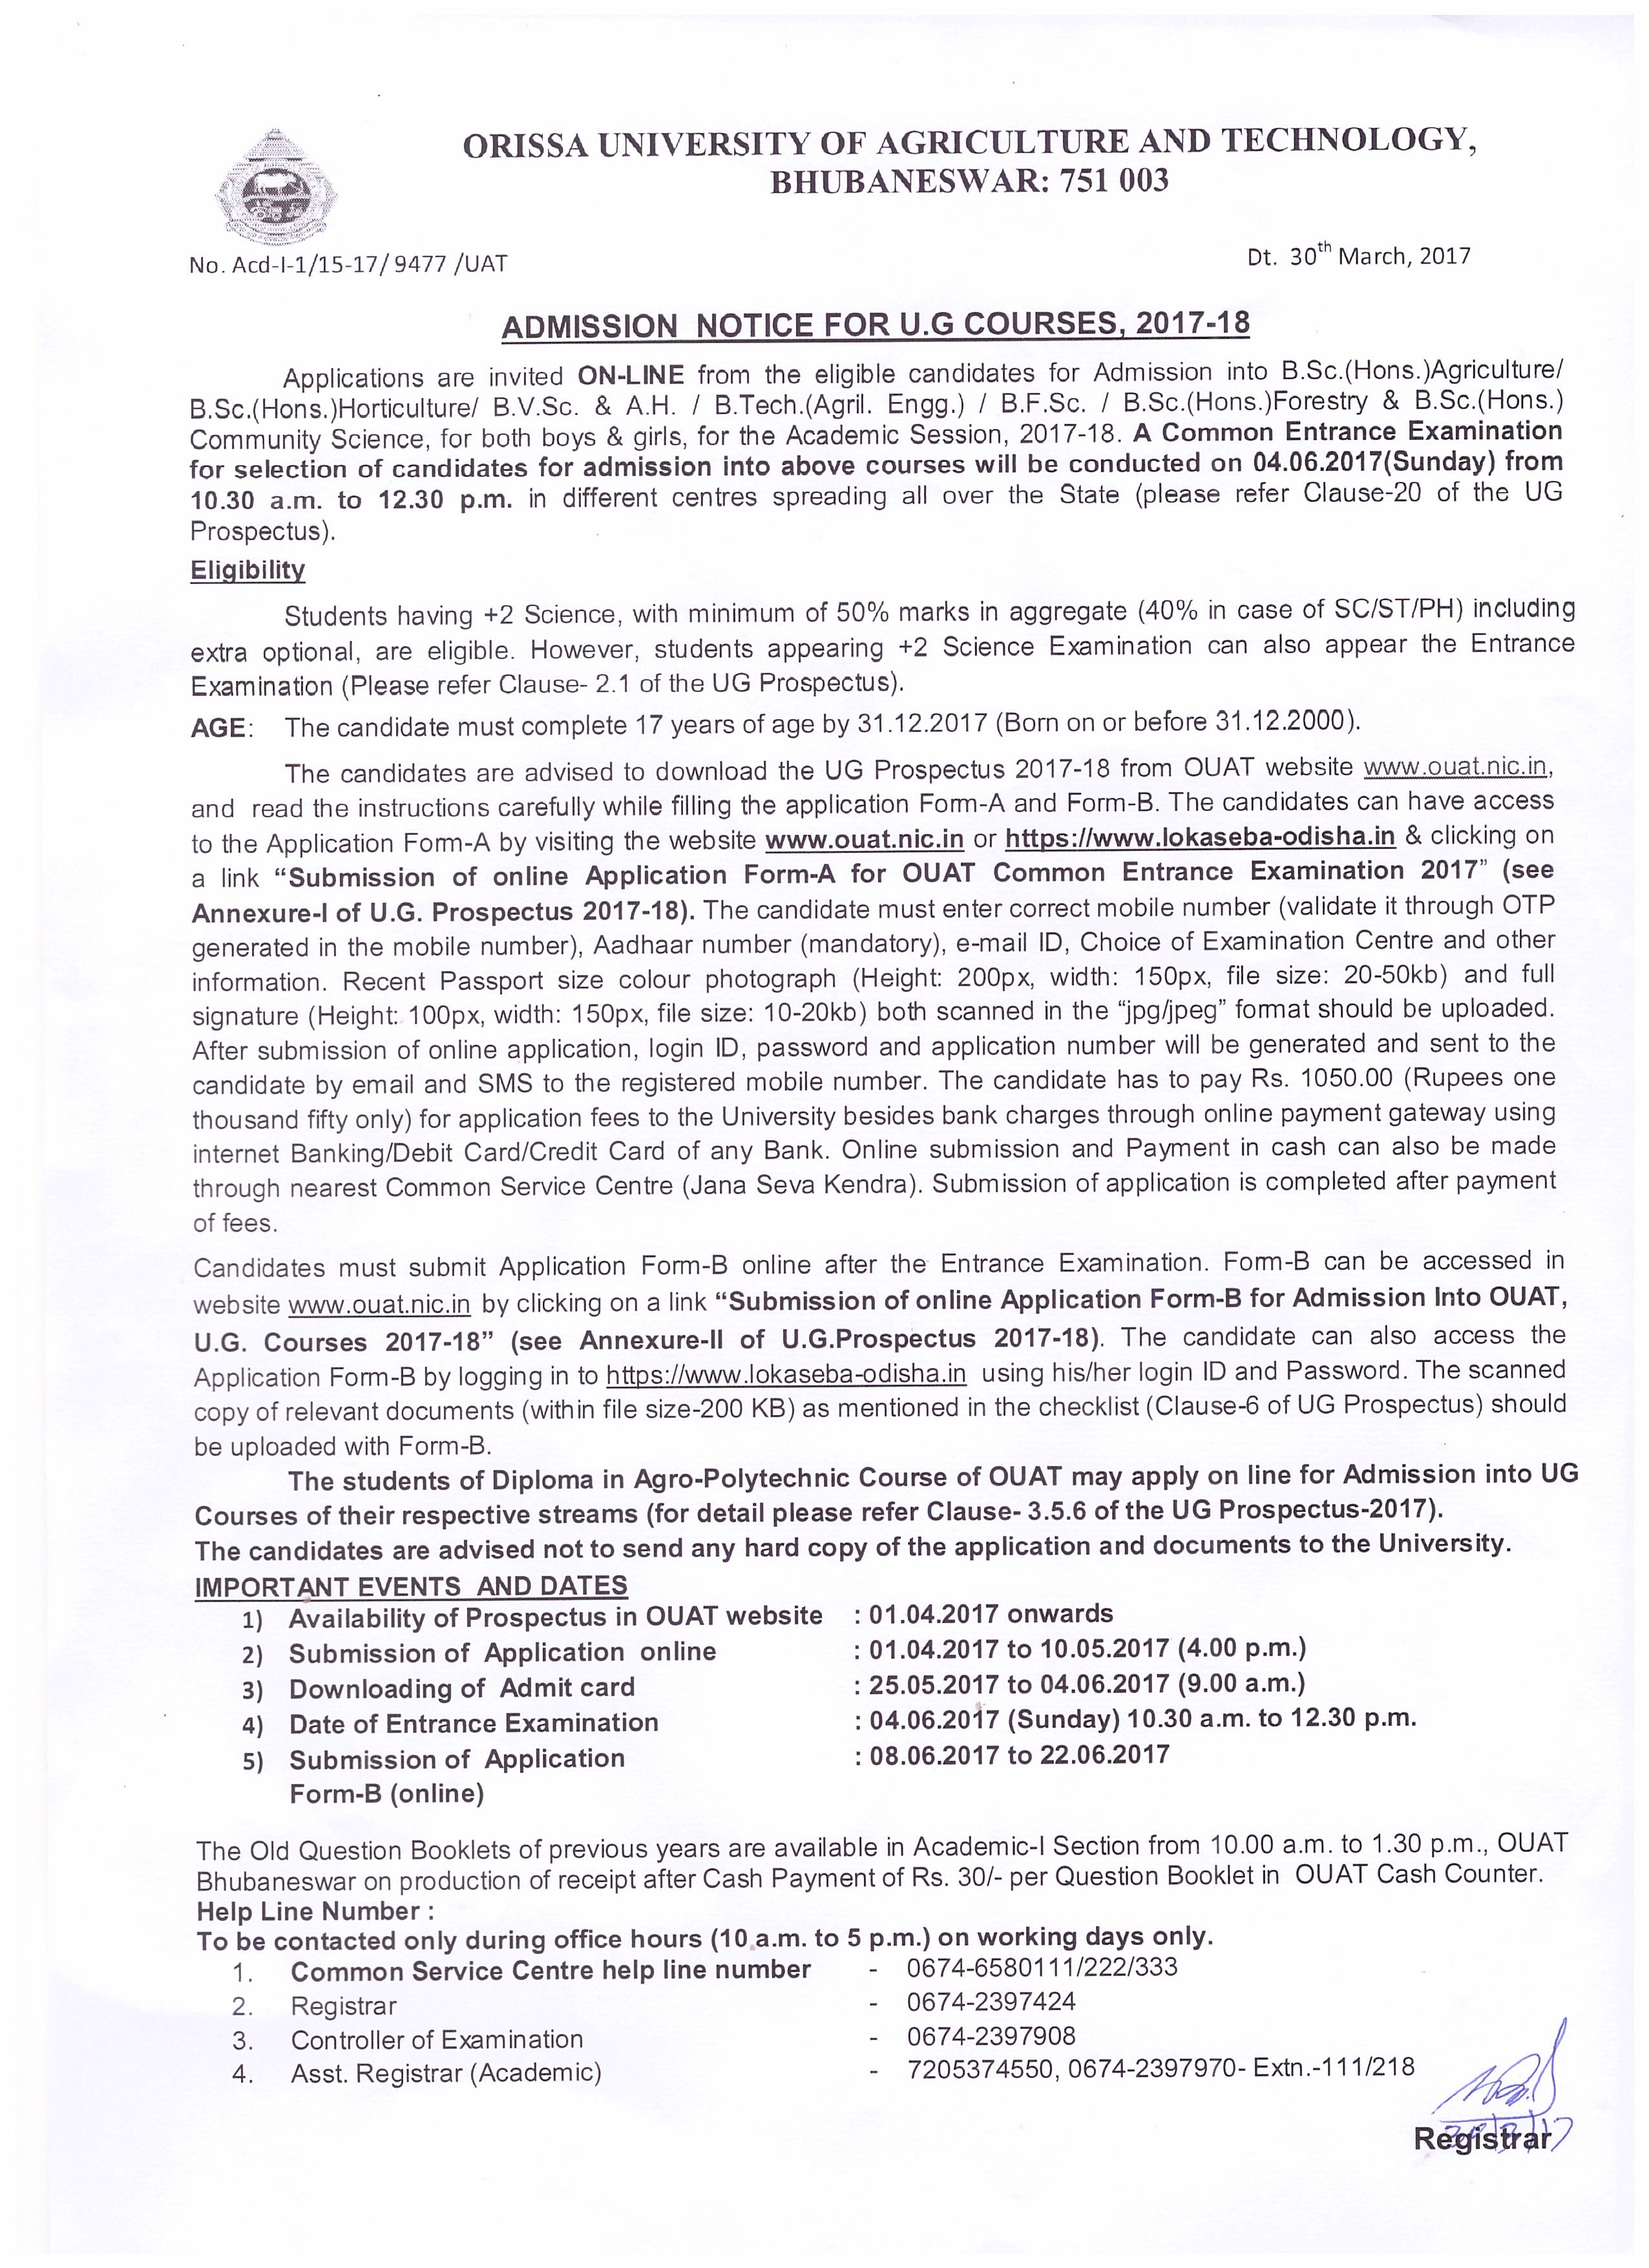 ORISSA UNIVERSITY OF AGRICULTURE AND TECHNOLOGY,
BHUBANESWAR: 751 003
No. Acd-I-1/15-17/ 9477 /UAT
Dt. 30th March, 2017
ADMISSION NOTICE FOR U.G COURSES, 2017-18
Applications are invited ON-LINE from the eligible candidates for Admission into B.Sc.(Hons.)Agriculture/
B.Sc.(Hons.)Horticulture/ B.V.Sc. & A.H. / B.Tech.(Agril. Engg.) / B.F.Sc. / B.Sc.(Hons.)Forestry & B.Sc.(Hons.)
Community Science, for both boys & girls, for the Academic Session, 2017-18. A Common Entrance Examination
for selection of candidates for admission into above courses will be conducted on 04.06.2017(Sunday) from
10.30 a.m. to 12.30 p.m. in different centres spreading all over the State (please refer Clause-20 of the UG
Prospectus).
Eligibility
Students having +2 Science, with minimum of 50% marks in aggregate (40% in case of SC/ST/PH) including
extra optional, are eligible. However, students appearing +2 Science Examination can also appear the Entrance
Examination (Please refer Clause- 2.1 of the UG Prospectus).
AGE: The candidate must complete 17 years of age by 31.12.2017 (Born on or before 31.12.2000).
The candidates are advised to download the UG Prospectus 2017-18 from OUAT website www.ouat.nic.in,
and read the instructions carefully while filling the application Form-A and Form-B. The candidates can have access
to the Application Form-A by visiting the website www.ouat.nic.in or https://www.lokaseba-odisha.in & clicking on
a link “Submission of online Application Form-A for OUAT Common Entrance Examination 2017” (see
Annexure-I of U.G. Prospectus 2017-18). The candidate must enter correct mobile number (validate it through OTP
generated in the mobile number), Aadhaar number (mandatory), e-mail ID, Choice of Examination Centre and other
information. Recent Passport size colour photograph (Height: 200px, width: 150px, file size: 20-50kb) and full
signature (Height: 100px, width: 150px, file size: 10-20kb) both scanned in the “jpg/jpeg” format should be uploaded.
After submission of online application, login ID, password and application number will be generated and sent to the
candidate by email and SMS to the registered mobile number. The candidate has to pay Rs. 1050.00 (Rupees one
thousand fifty only) for application fees to the University besides bank charges through online payment gateway using
internet Banking/Debit Card/Credit Card of any Bank. Online submission and Payment in cash can also be made
through nearest Common Service Centre (Jana Seva Kendra). Submission of application is completed after payment
of fees.
Candidates must submit Application Form-B online after the Entrance Examination. Form-B can be accessed in
website www.ouat.nic.in by clicking on a link “Submission of online Application Form-B for Admission Into OUAT,
U.G. Courses 2017-18” (see Annexure-II of U.G.Prospectus 2017-18). The candidate can also access the
Application Form-B by logging in to https://www.lokaseba-odisha.in using his/her login ID and Password. The scanned
copy of relevant documents (within file size-200 KB) as mentioned in the checklist (Clause-6 of UG Prospectus) should
be uploaded with Form-B.
The students of Diploma in Agro-Polytechnic Course of OUAT may apply on line for Admission into UG
Courses of their respective streams (for detail please refer Clause- 3.5.6 of the UG Prospectus-2017).
The candidates are advised not to send any hard copy of the application and documents to the University.
IMPORTANT EVENTS AND DATES
1) Availability of Prospectus in OUAT website : 01.04.2017 onwards
2) Submission of Application online : 01.04.2017 to 10.05.2017 (4.00 p.m.)
3) Downloading of Admit card : 25.05.2017 to 04.06.2017 (9.00 a.m.)
4) Date of Entrance Examination : 04.06.2017 (Sunday) 10.30 a.m. to 12.30 p.m.
5) Submission of Application : 08.06.2017 to 22.06.2017
Form-B (online)
The Old Question Booklets of previous years are available in Academic-I Section from 10.00 a.m. to 1.30 p.m., OUAT
Bhubaneswar on production of receipt after Cash Payment of Rs. 30/- per Question Booklet in OUAT Cash Counter.
Help Line Number :
To be contacted only during office hours (10 a.m. to 5 p.m.) on working days only.
1. Common Service Centre help line number - 0674-6580111/222/333
2. Registrar - 0674-2397424
3. Controller of Examination - 0674-2397908
4. Asst. Registrar (Academic) - 7205374550, 0674-2397970- Extn.-111/218
Registrar